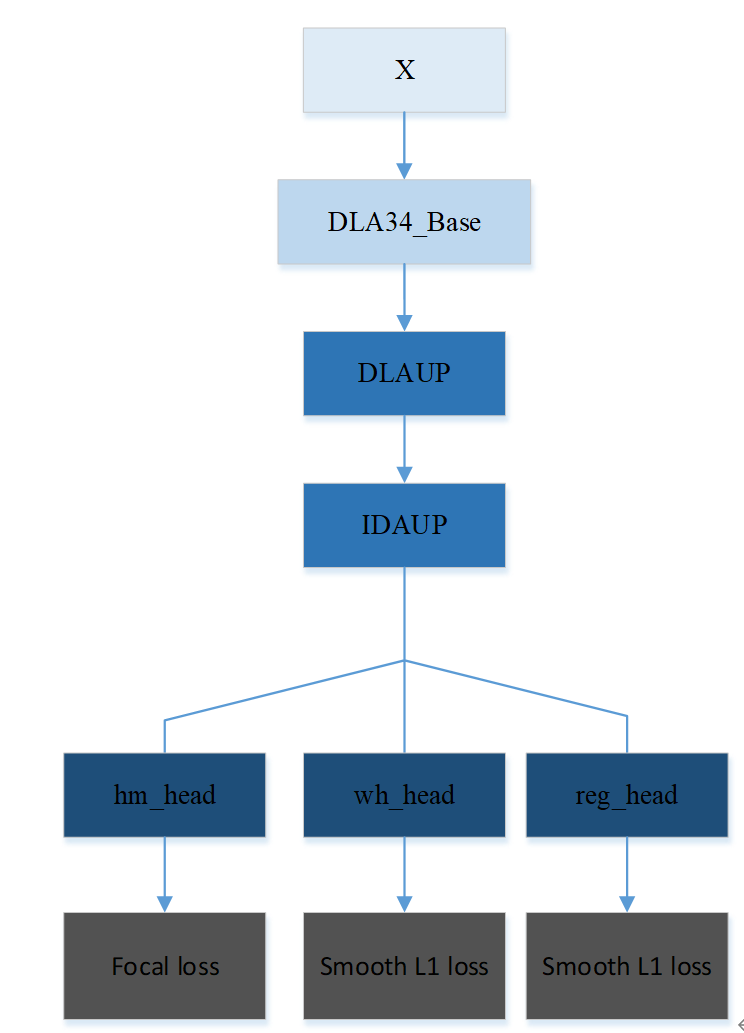 X
DLA34_Base
DLAUP
IDAUP
hm_head
wh_head
reg_head
Focal loss
Smooth L1 loss
Smooth L1 loss